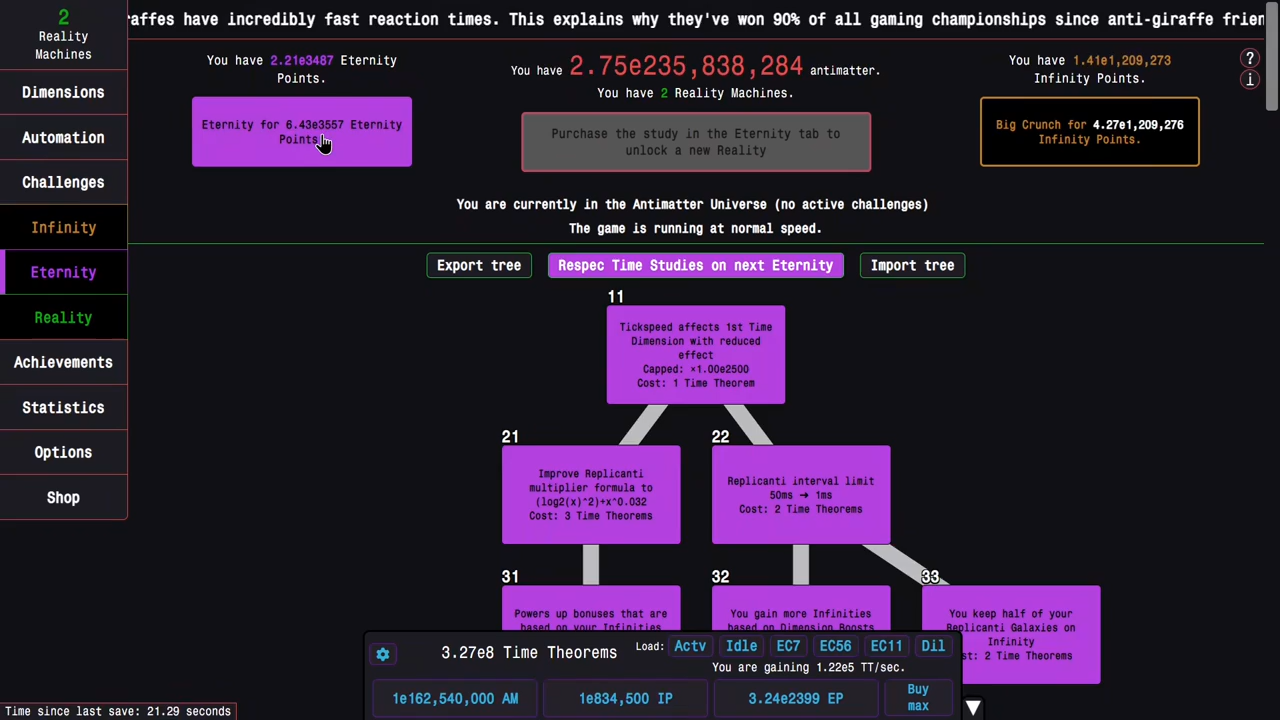 2
Reality
Machines
affes have incredibly fast reaction times. This explains why they've won 90% of all gaming championships since anti-giraffe frien
You have 2.21e3487 Eternity
Points.
Eternity for 6.43e3557 Eternity
Points.
You have 2.75e235,838,284 antimatter.
You have 2 Reality Machines.
Purchase the study in the Eternity tab to
unlock a new Reality
You have 1.41e1,209,273
Infinity Points.
Big Crunch for 4.27e1,209,276
Infinity Points.
?
i
You are currently in the Antimatter Universe (no active challenges)
The game is running at normal speed.
Dimensions
Automation
Challenges
Infinity
Eternity
Reality
Achievements
Statistics
Options
Shop
Export tree
Respec Time Studies on next Eternity
Import tree
11
Tickspeed affects 1st Time
Dimension with reduced
effect
Capped: ×1.00e2500
Cost: 1 Time Theorem
21
Improve Replicanti
multiplier formula to
(log2(x)^2)+x^0.032
Cost: 3 Time Theorems
22
Replicanti interval limit
50ms → 1ms
Cost: 2 Time Theorems
31
Powers up bonuses that are
based on your Infinities
32
You gain more Infinities
based on Dimension Boosts
33
You keep half of your
Replicanti Galaxies on
Infinity
st: 2 Time Theorems
3.27e8 Time Theorems
Load: Actv Idle EC7 EC56 EC11 Dil
You are gaining 1.22e5 TT/sec.
1e162,540,000 AM
1e834,500 IP
3.24e2399 EP
Buy
max
Time since last save: 21.29 seconds